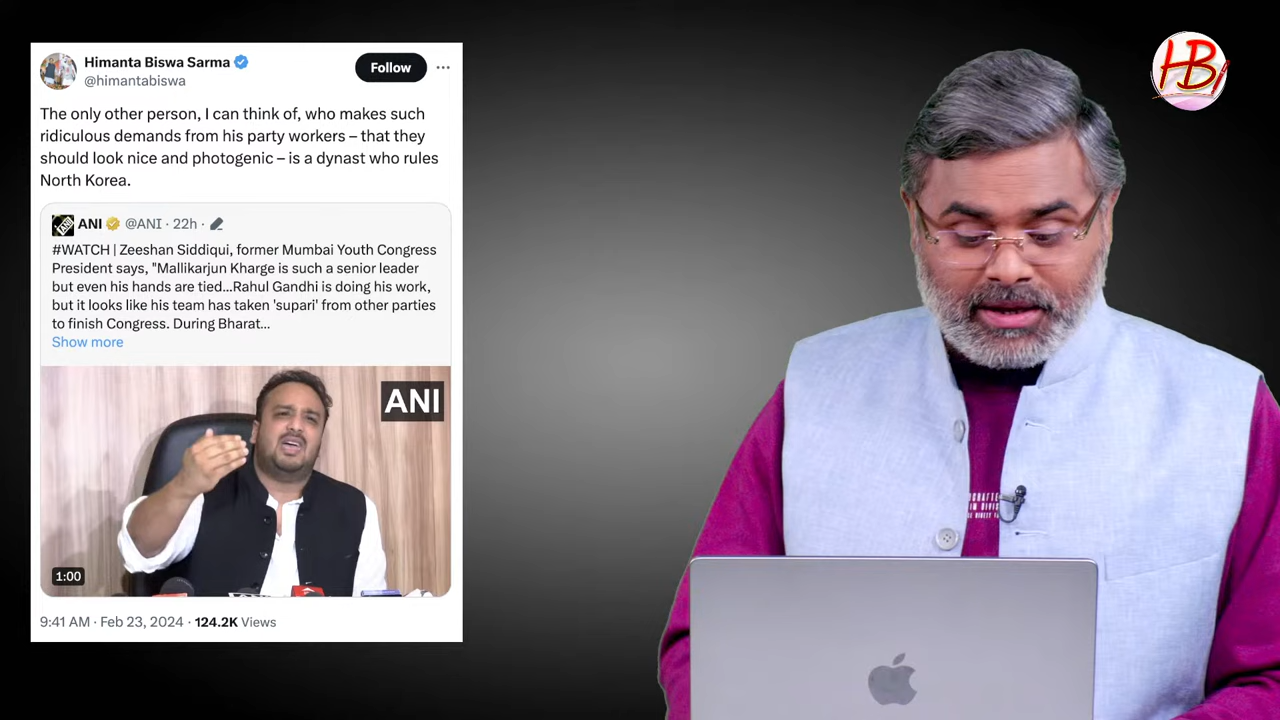 Himanta Biswa Sarma
@himantabiswa
Follow
The only other person, I can think of, who makes such
ridiculous demands from his party workers – that they
should look nice and photogenic – is a dynast who rules
North Korea.
ANI @ANI · 22h ·
#WATCH | Zeeshan Siddiqui, former Mumbai Youth Congress
President says, "Mallikarjun Kharge is such a senior leader
but even his hands are tied...Rahul Gandhi is doing his work,
but it looks like his team has taken 'supari' from other parties
to finish Congress. During Bharat...
Show more
ANI
1:00
9:41 AM · Feb 23, 2024 · 124.2K Views
HBi